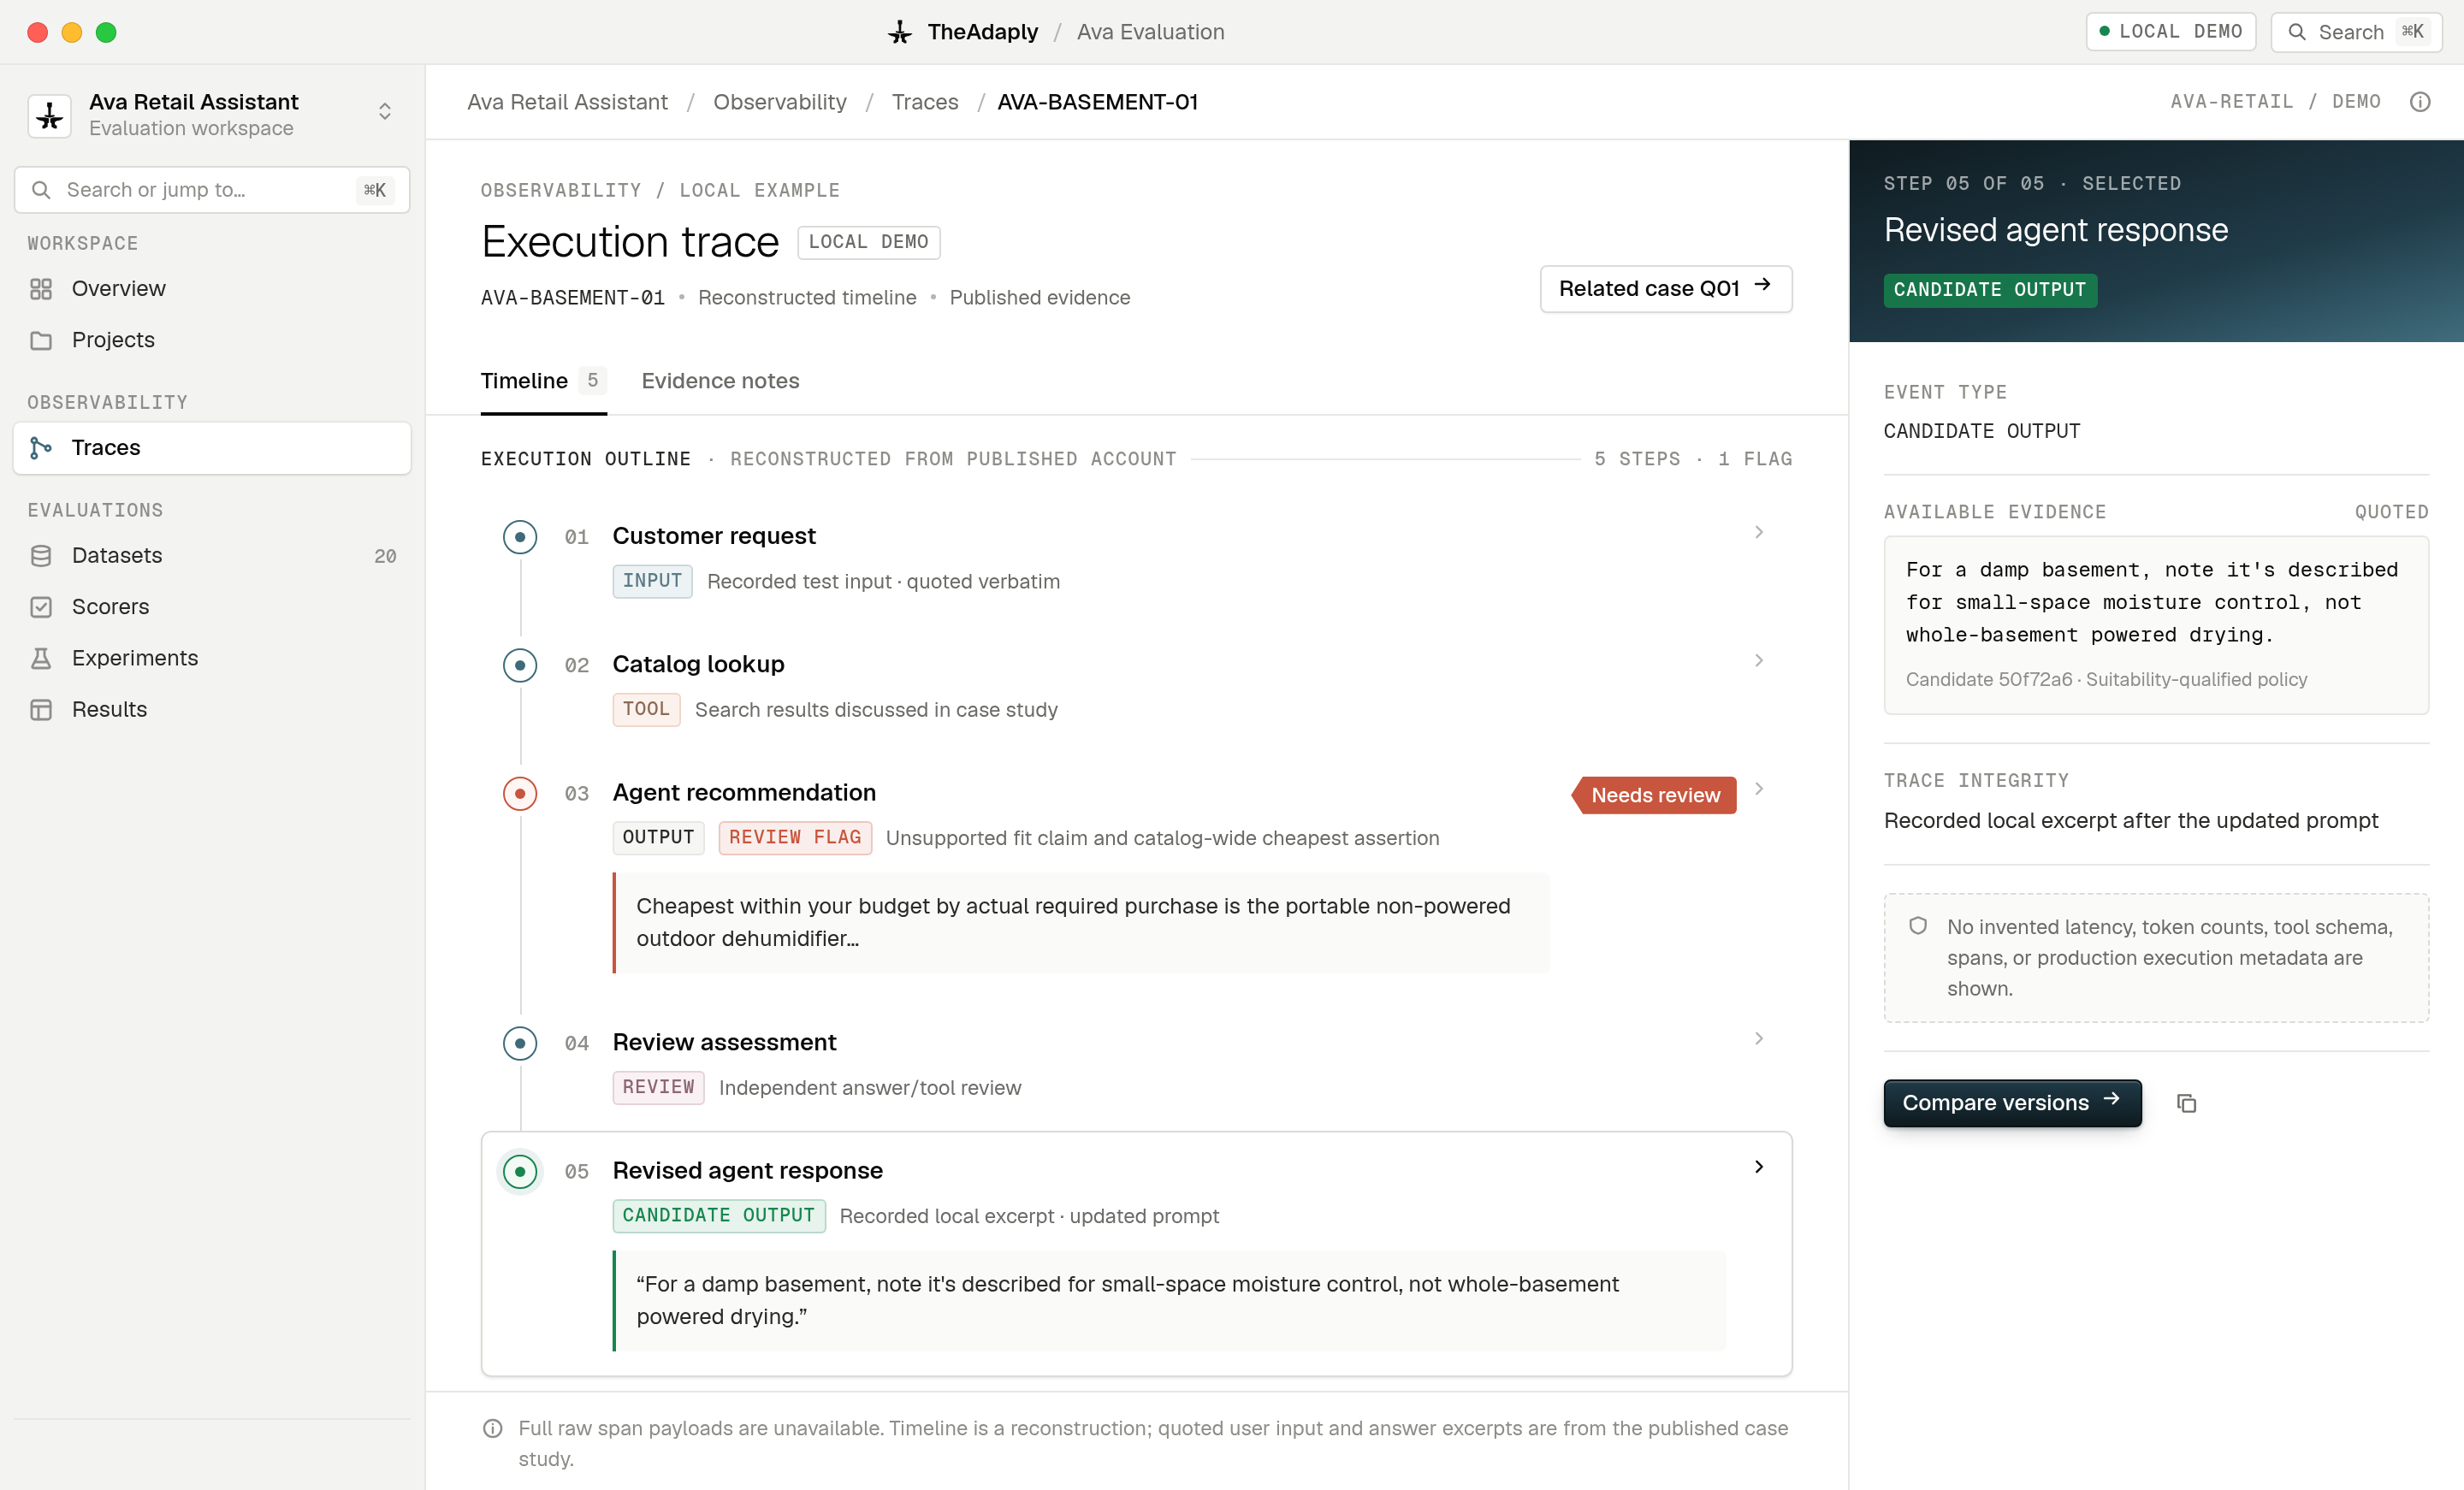 TheAdaply / Ava Evaluation
LOCAL DEMO
Search ⌘K
Ava Retail Assistant
Evaluation workspace
Search or jump to… ⌘K
WORKSPACE
Overview
Projects
OBSERVABILITY
Traces
EVALUATIONS
Datasets 20
Scorers
Experiments
Results
Ava Retail Assistant / Observability / Traces / AVA-BASEMENT-01
AVA-RETAIL / DEMO
OBSERVABILITY / LOCAL EXAMPLE
Execution trace LOCAL DEMO
AVA-BASEMENT-01 • Reconstructed timeline • Published evidence
Related case Q01 →
Timeline 5 Evidence notes
EXECUTION OUTLINE · RECONSTRUCTED FROM PUBLISHED ACCOUNT 5 STEPS · 1 FLAG
01 Customer request
INPUT Recorded test input · quoted verbatim
02 Catalog lookup
TOOL Search results discussed in case study
03 Agent recommendation Needs review
OUTPUT REVIEW FLAG Unsupported fit claim and catalog-wide cheapest assertion
Cheapest within your budget by actual required purchase is the portable non-powered
outdoor dehumidifier…
04 Review assessment
REVIEW Independent answer/tool review
05 Revised agent response
CANDIDATE OUTPUT Recorded local excerpt · updated prompt
“For a damp basement, note it's described for small-space moisture control, not whole-basement
powered drying.”
Full raw span payloads are unavailable. Timeline is a reconstruction; quoted user input and answer excerpts are from the published case
study.
STEP 05 OF 05 · SELECTED
Revised agent response
CANDIDATE OUTPUT
EVENT TYPE
CANDIDATE OUTPUT
AVAILABLE EVIDENCE QUOTED
For a damp basement, note it's described
for small-space moisture control, not
whole-basement powered drying.
Candidate 50f72a6 · Suitability-qualified policy
TRACE INTEGRITY
Recorded local excerpt after the updated prompt
No invented latency, token counts, tool schema,
spans, or production execution metadata are
shown.
Compare versions →